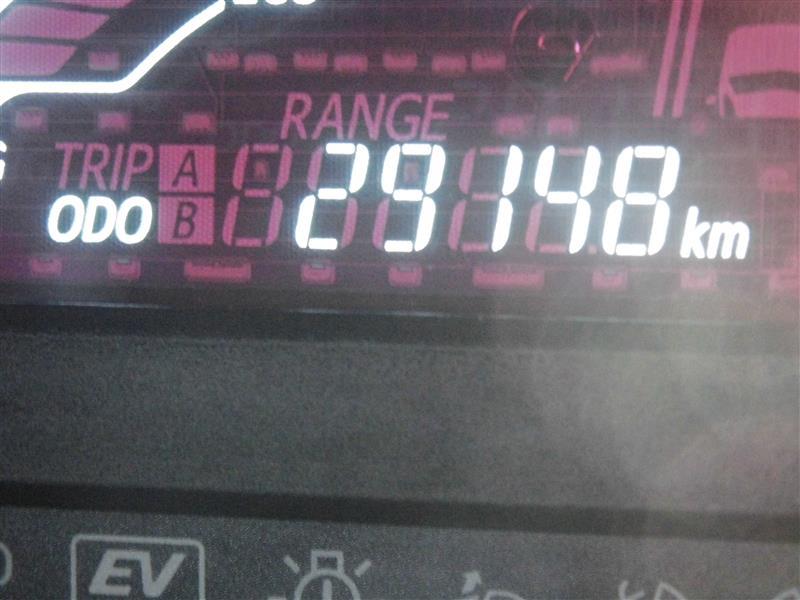 RANGE
TRIP A
ODO B 29148 km
EV